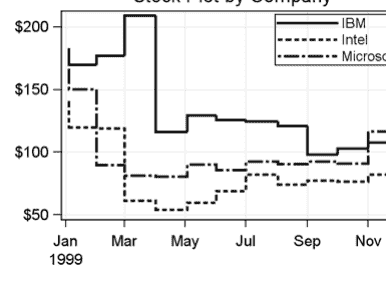 Stock Plot by Company
$200
IBM
Intel
Microso
$150
$100
$50
Jan Mar May Jul Sep Nov
1999